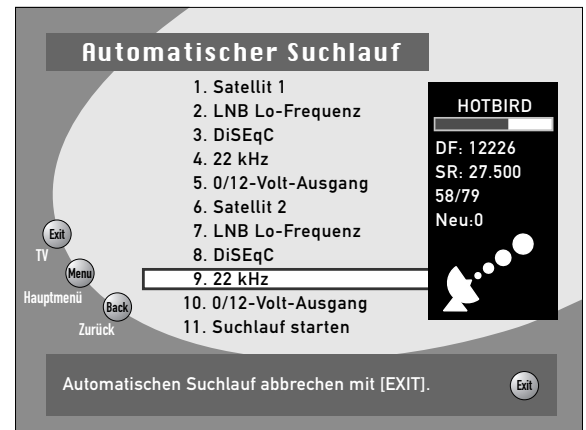 Automatischer Suchlauf
1. Satellit 1
2. LNB Lo-Frequenz
3. DiSEqC
4. 22 kHz
5. 0/12-Volt-Ausgang
6. Satellit 2
7. LNB Lo-Frequenz
8. DiSEqC
9. 22 kHz
10. 0/12-Volt-Ausgang
11. Suchlauf starten
HOTBIRD
DF: 12226
SR: 27.500
58/79
Neu:0
Exit
TV
Menu
Hauptmenü
Back
Zurück
Automatischen Suchlauf abbrechen mit [EXIT].
Exit